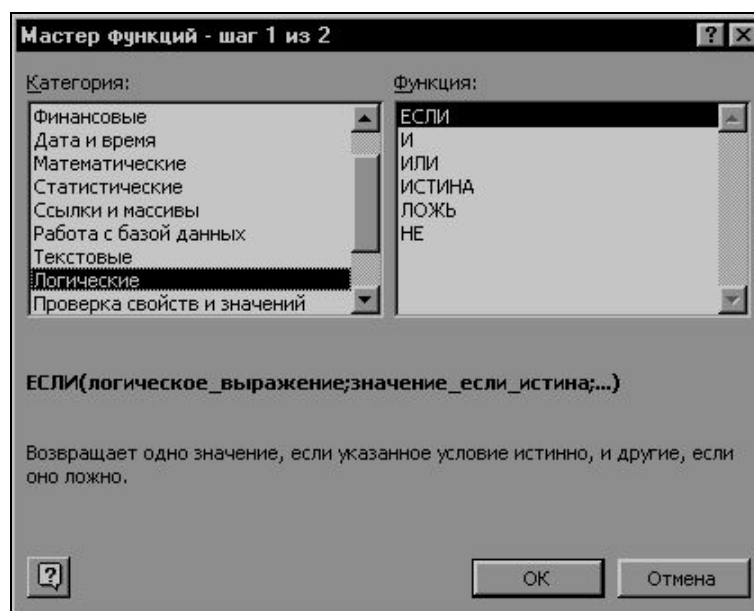 Мастер функций - шаг 1 из 2
Категория:
Финансовые
Дата и время
Математические
Статистические
Ссылки и массивы
Работа с базой данных
Текстовые
Логические
Проверка свойств и значений
Функция:
ЕСЛИ
И
ИЛИ
ИСТИНА
ЛОЖЬ
НЕ
ЕСЛИ(логическое_выражение;значение_если_истина;...)
Возвращает одно значение, если указанное условие истинно, и другие, если
оно ложно.
ОК
Отмена